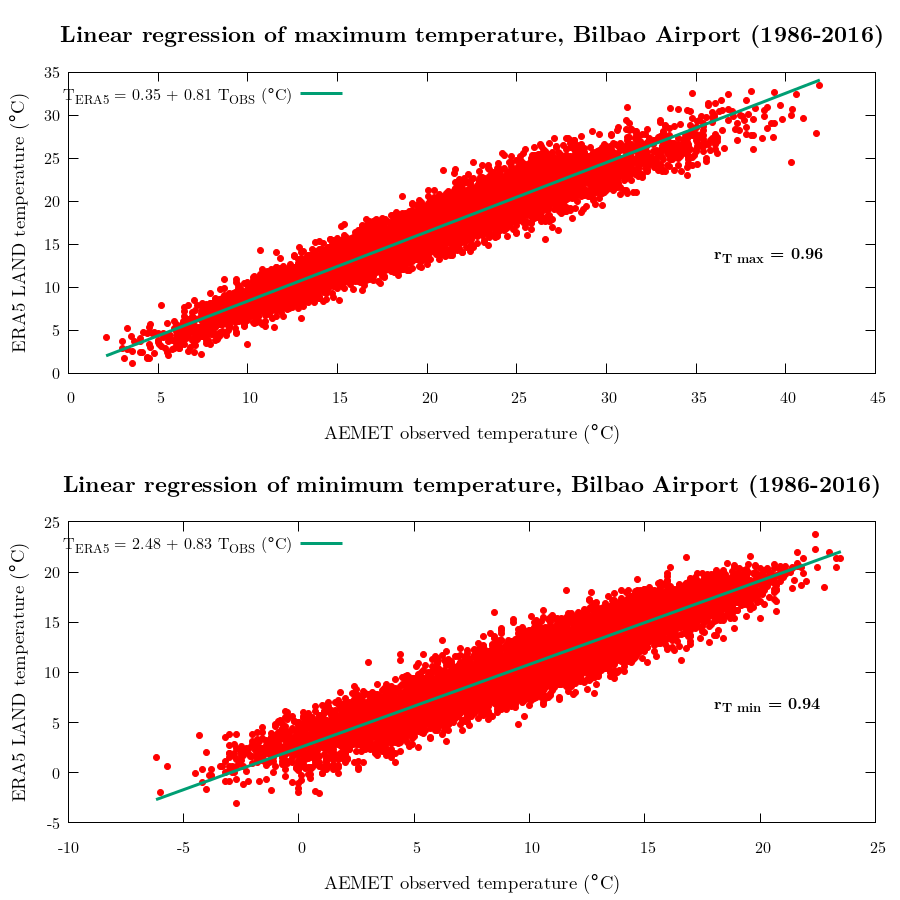 Linear regression of maximum temperature, Bilbao Airport (1986-2016)
35
30
25
20
15
10
5
0
ERA5 LAND temperature (°C)
T_ERA5 = 0.35 + 0.81 T_OBS (°C)
r_T max = 0.96
0 5 10 15 20 25 30 35 40 45
AEMET observed temperature (°C)
Linear regression of minimum temperature, Bilbao Airport (1986-2016)
25
20
15
10
5
0
-5
ERA5 LAND temperature (°C)
T_ERA5 = 2.48 + 0.83 T_OBS (°C)
r_T min = 0.94
-10 -5 0 5 10 15 20 25
AEMET observed temperature (°C)